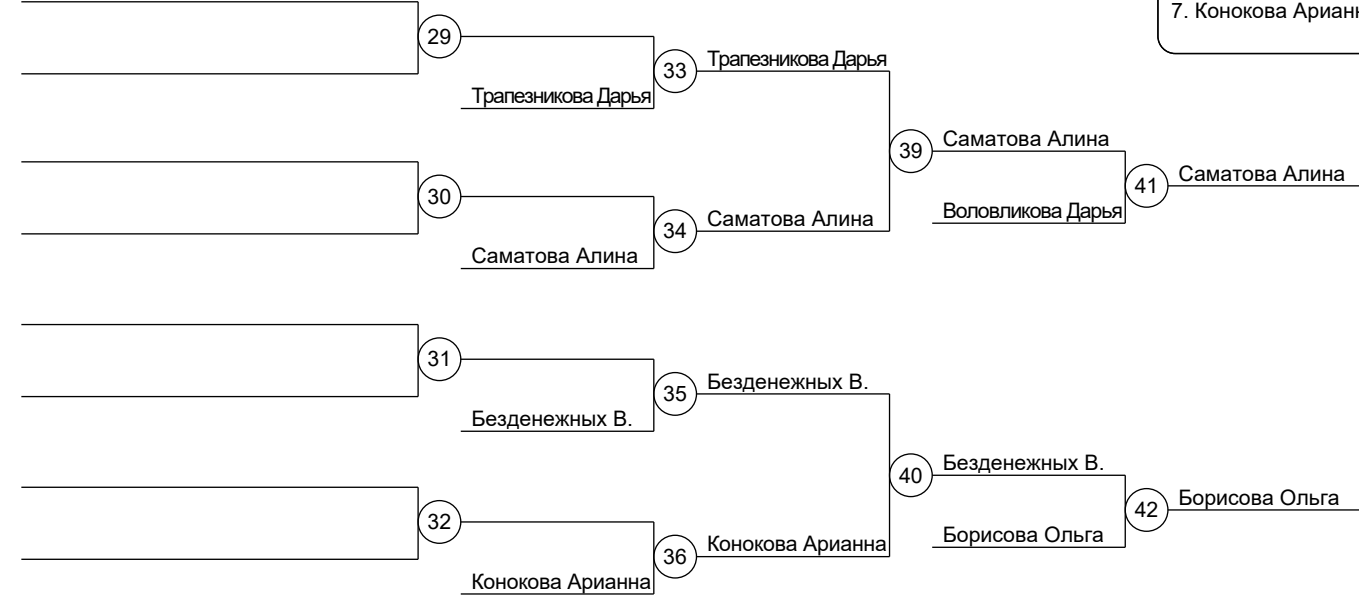 7. Конокова Ариан
29
33
Трапезникова Дарья
Трапезникова Дарья
39
Саматова Алина
41
Саматова Алина
30
34
Саматова Алина
Воловликова Дарья
Саматова Алина
31
35
Безденежных В.
Безденежных В.
40
Безденежных В.
42
Борисова Ольга
32
36
Конокова Арианна
Борисова Ольга
Конокова Арианна